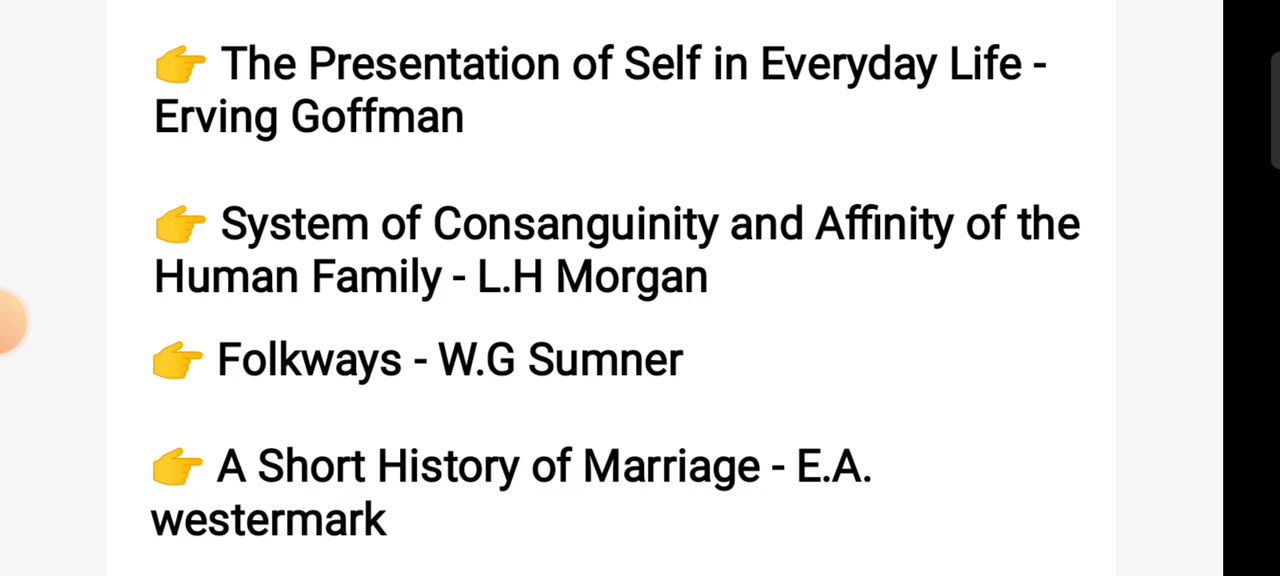 👉 The Presentation of Self in Everyday Life -
Erving Goffman
👉 System of Consanguinity and Affinity of the
Human Family - L.H Morgan
👉 Folkways - W.G Sumner
👉 A Short History of Marriage - E.A.
westermark